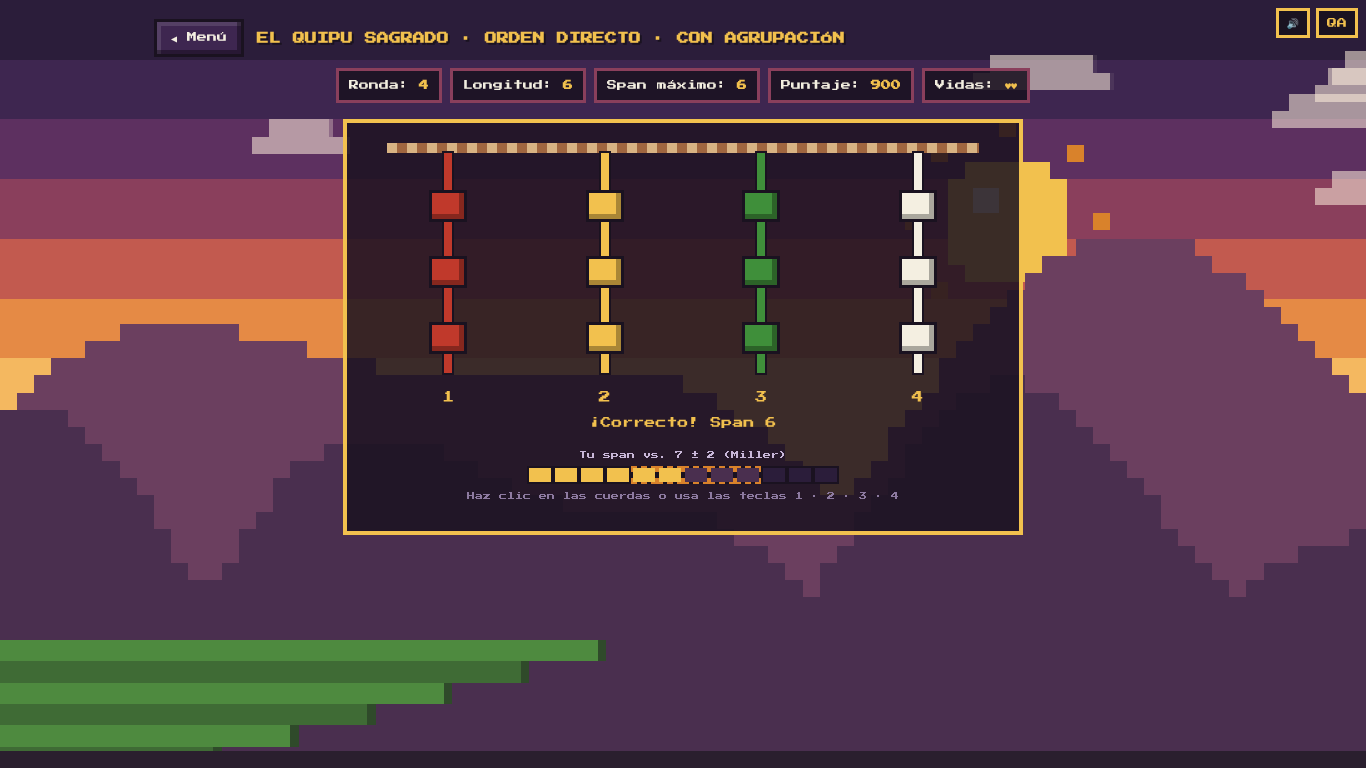 ◂ Menú
EL QUIPU SAGRADO · ORDEN DIRECTO · CON AGRUPACIóN
QA
Ronda: 4
Longitud: 6
Span máximo: 6
Puntaje: 900
Vidas: ♥♥
1 2 3 4
¡Correcto! Span 6
Tu span vs. 7 ± 2 (Miller)
Haz clic en las cuerdas o usa las teclas 1 · 2 · 3 · 4